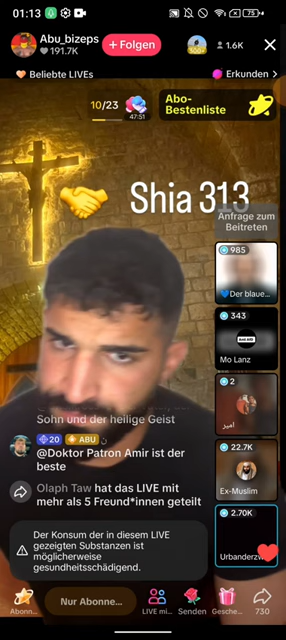 01:13
75
Abu_bizeps
191.7K
+ Folgen
1.6K
Beliebte LIVEs
Erkunden >
10/23
47:51
Abo-
Bestenliste
Shia 313
Anfrage zum
Beitreten
985
Der blaue...
343
Mo Lanz
2
امیر
22.7K
Ex-Muslim
2.70K
Sohn und der heilige Geist
20 ABU ن
@Doktor Patron Amir ist der
beste
Olaph Taw hat das LIVE mit
mehr als 5 Freund*innen geteilt
Der Konsum der in diesem LIVE
gezeigten Substanzen ist
möglicherweise
gesundheitsschädigend.
Abonn...
Nur Abonne...
LIVE mi...
Senden
Gesche...
730